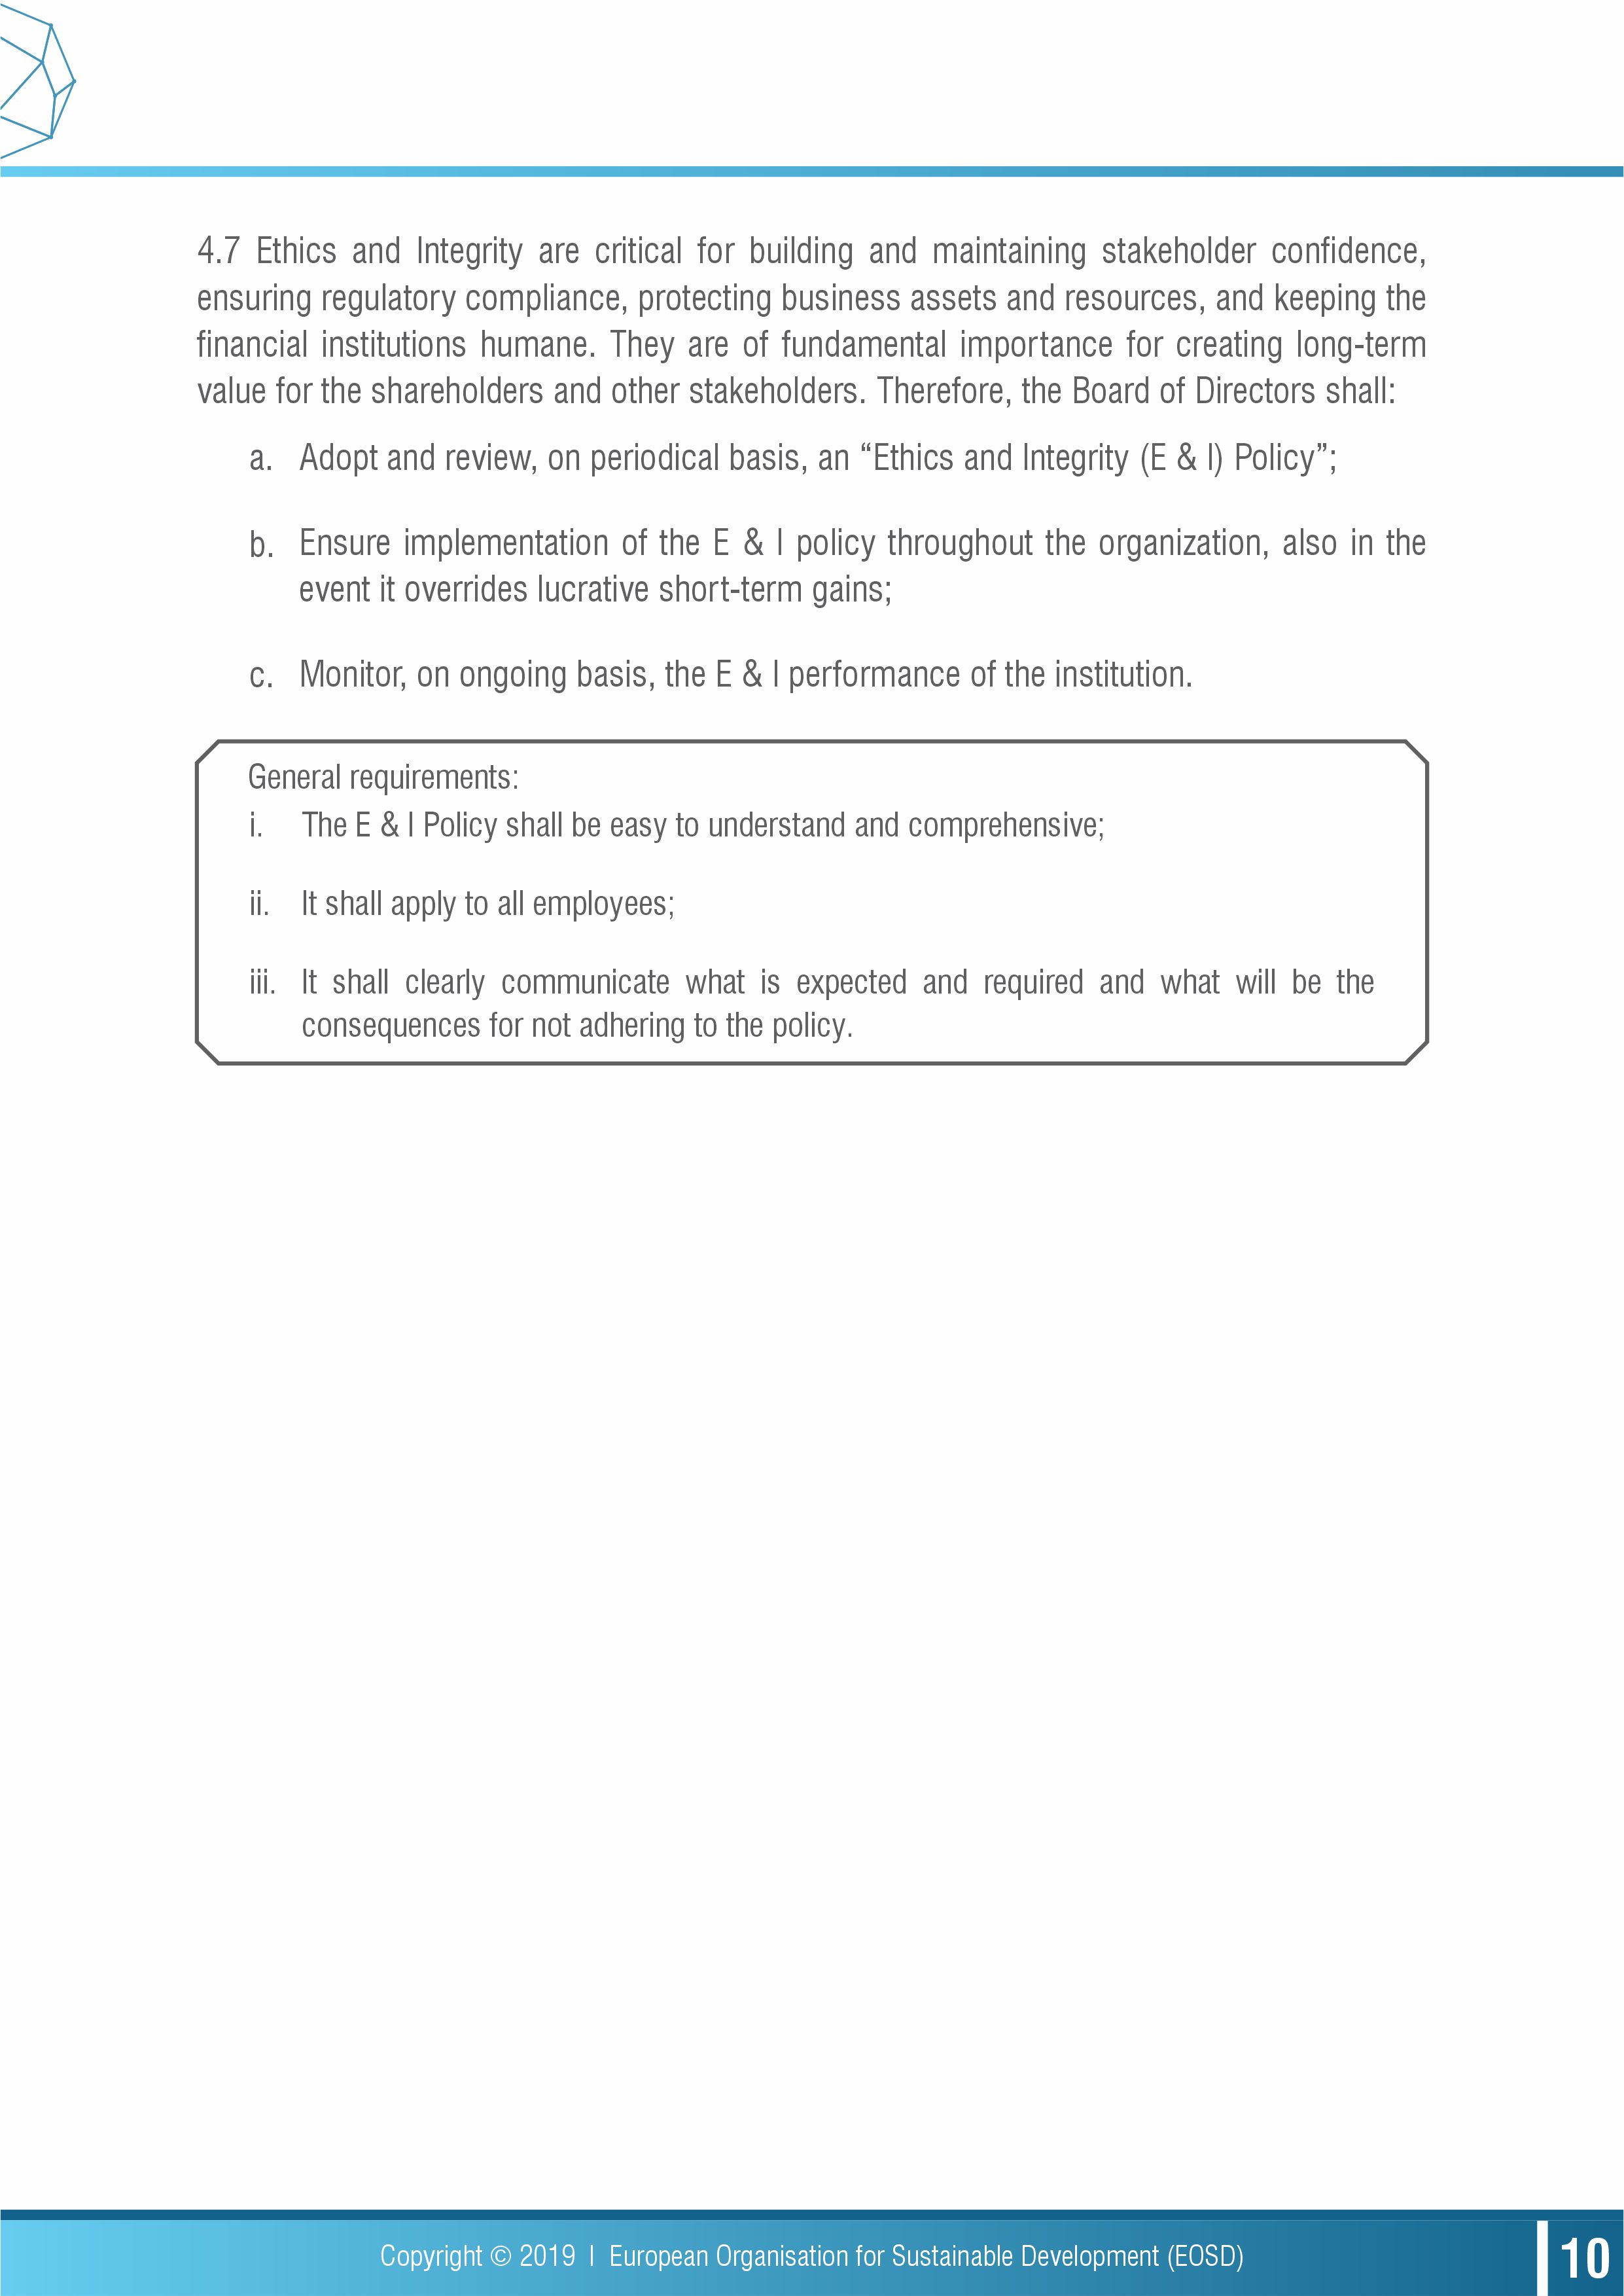 4.7 Ethics and Integrity are critical for building and maintaining stakeholder confidence,
ensuring regulatory compliance, protecting business assets and resources, and keeping the
financial institutions humane. They are of fundamental importance for creating long-term
value for the shareholders and other stakeholders. Therefore, the Board of Directors shall:
a. Adopt and review, on periodical basis, an “Ethics and Integrity (E & I) Policy”;
b. Ensure implementation of the E & I policy throughout the organization, also in the
event it overrides lucrative short-term gains;
c. Monitor, on ongoing basis, the E & I performance of the institution.
General requirements:
i. The E & I Policy shall be easy to understand and comprehensive;
ii. It shall apply to all employees;
iii. It shall clearly communicate what is expected and required and what will be the
consequences for not adhering to the policy.
Copyright © 2019 I European Organisation for Sustainable Development (EOSD)
10